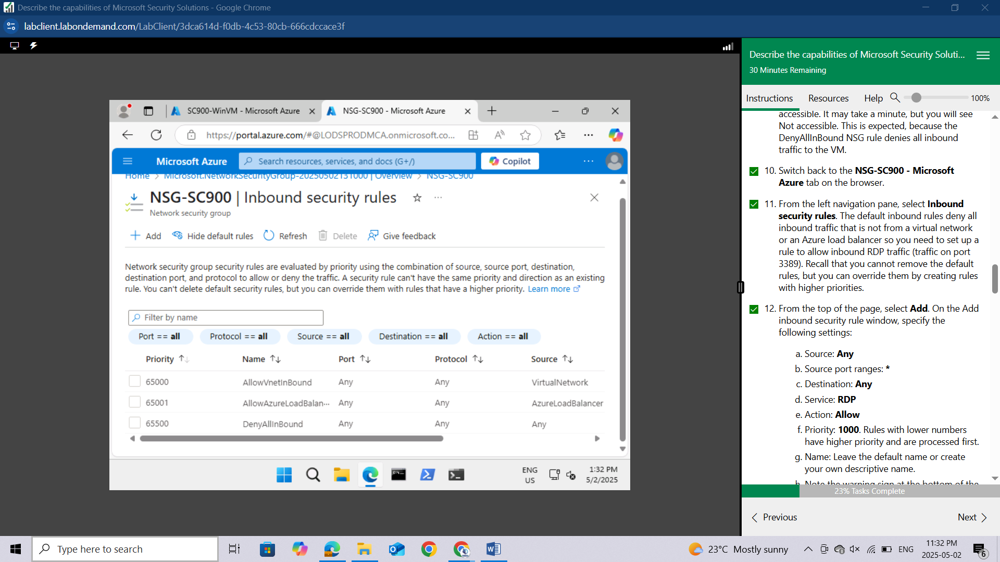 Describe the capabilities of Microsoft Security Solutions - Google Chrome
labclient.labondemand.com/LabClient/3dca614d-f0db-4c53-80cb-666cdccace3f
SC900-WinVM - Microsoft Azure
NSG-SC900 - Microsoft Azure
https://portal.azure.com/#@LODSPRODMCA.onmicrosoft.co...
Microsoft Azure
Search resources, services, and docs (G+/)
Copilot
Home > Microsoft.NetworkSecurityGroup-20250502131000 | Overview > NSG-SC900
NSG-SC900 | Inbound security rules
Network security group
Add
Hide default rules
Refresh
Delete
Give feedback
Network security group security rules are evaluated by priority using the combination of source, source port, destination,
destination port, and protocol to allow or deny the traffic. A security rule can't have the same priority and direction as an existing
rule. You can't delete default security rules, but you can override them with rules that have a higher priority. Learn more
Filter by name
Port == all
Protocol == all
Source == all
Destination == all
Action == all
Priority Name Port Protocol Source
65000 AllowVnetInBound Any Any VirtualNetwork
65001 AllowAzureLoadBalan... Any Any AzureLoadBalancer
65500 DenyAllInBound Any Any Any
ENG
US
1:32 PM
5/2/2025
Describe the capabilities of Microsoft Security Soluti...
30 Minutes Remaining
Instructions
Resources
Help
100%
accessible. It may take a minute, but you will see
Not accessible. This is expected, because the
DenyAllInBound NSG rule denies all inbound
traffic to the VM.
10. Switch back to the NSG-SC900 - Microsoft
Azure tab on the browser.
11. From the left navigation pane, select Inbound
security rules. The default inbound rules deny all
inbound traffic that is not from a virtual network
or an Azure load balancer so you need to set up a
rule to allow inbound RDP traffic (traffic on port
3389). Recall that you cannot remove the default
rules, but you can override them by creating rules
with higher priorities.
12. From the top of the page, select Add. On the Add
inbound security rule window, specify the
following settings:
a. Source: Any
b. Source port ranges: *
c. Destination: Any
d. Service: RDP
e. Action: Allow
f. Priority: 1000. Rules with lower numbers
have higher priority and are processed first.
g. Name: Leave the default name or create
your own descriptive name.
h. Note the warning sign at the bottom of the
23% Tasks Complete
Previous
Next
Type here to search
23°C Mostly sunny
ENG
11:32 PM
2025-05-02
6